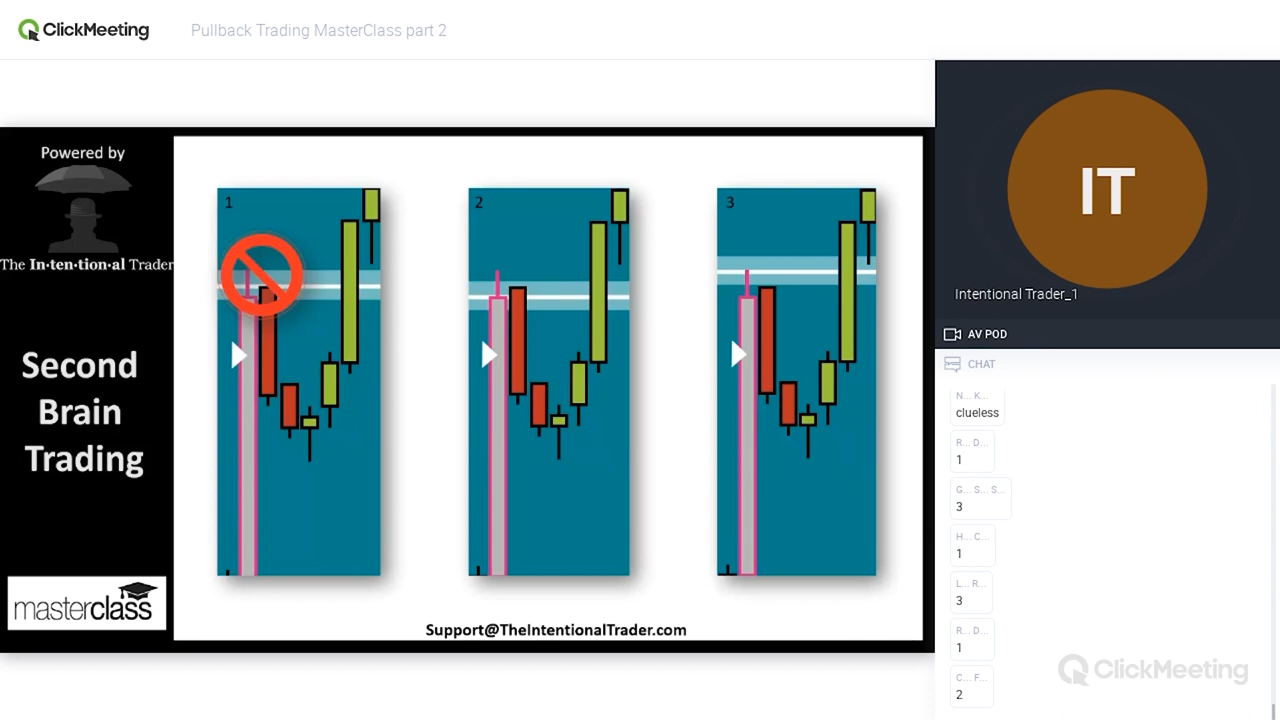 ClickMeeting
Pullback Trading MasterClass part 2
Powered by
The In·ten·tion·al Trader
Second
Brain
Trading
masterclass
1
2
3
Support@TheIntentionalTrader.com
IT
Intentional Trader_1
AV POD
CHAT
N... K...
clueless
R... D...
1
G... S... S...
3
H... C...
1
L... R...
3
R... D...
1
C... F...
2
ClickMeeting